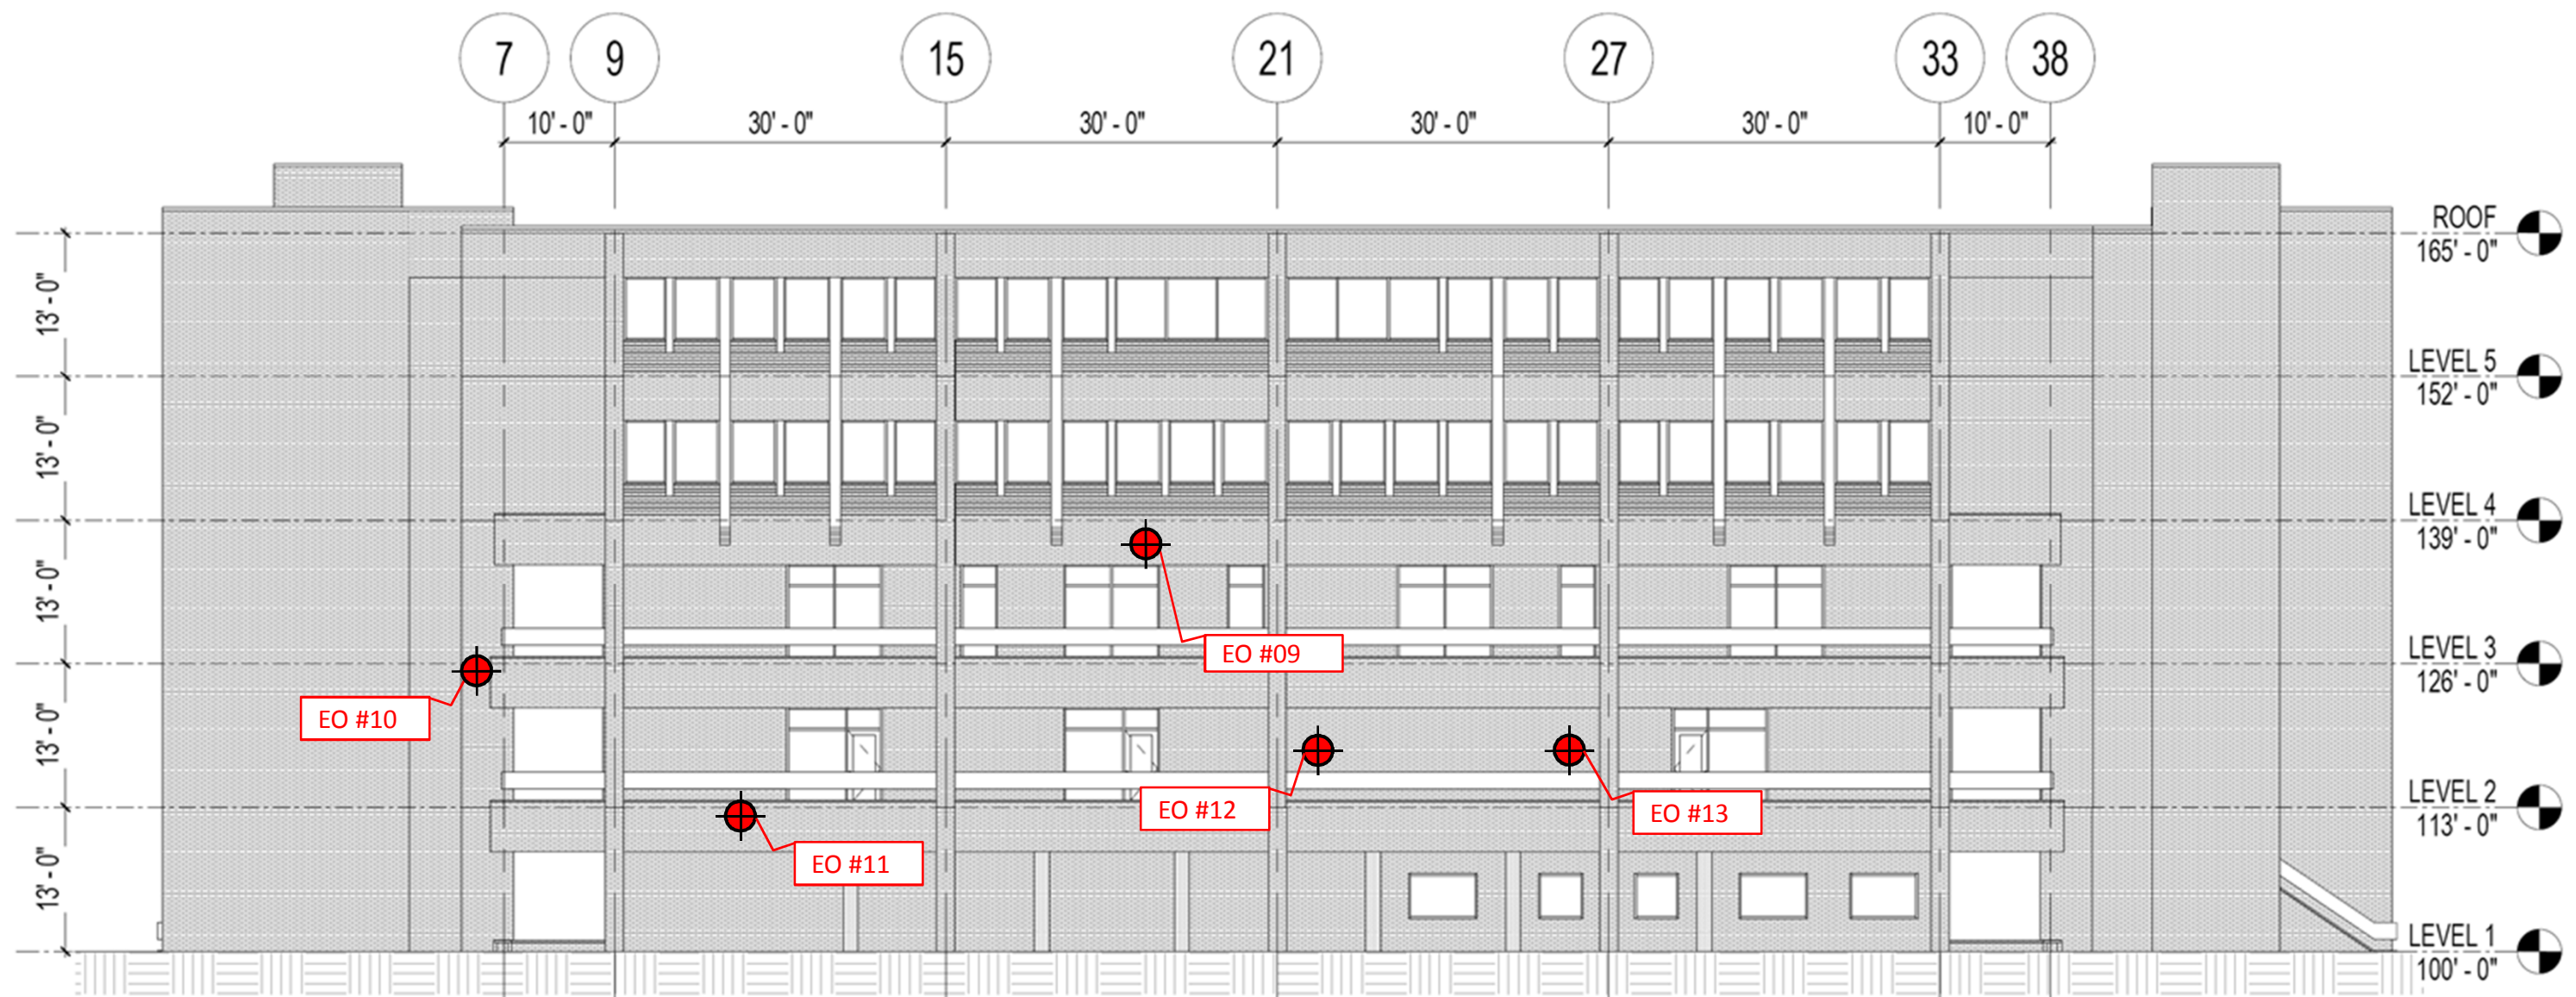 7 9 15 21 27 33 38
10' - 0" 30' - 0" 30' - 0" 30' - 0" 30' - 0" 10' - 0"
ROOF
165' - 0"
13' - 0"
LEVEL 5
152' - 0"
13' - 0"
LEVEL 4
139' - 0"
13' - 0"
EO #09
LEVEL 3
126' - 0"
EO #10
13' - 0"
LEVEL 2
113' - 0"
EO #12
EO #13
EO #11
13' - 0"
LEVEL 1
100' - 0"